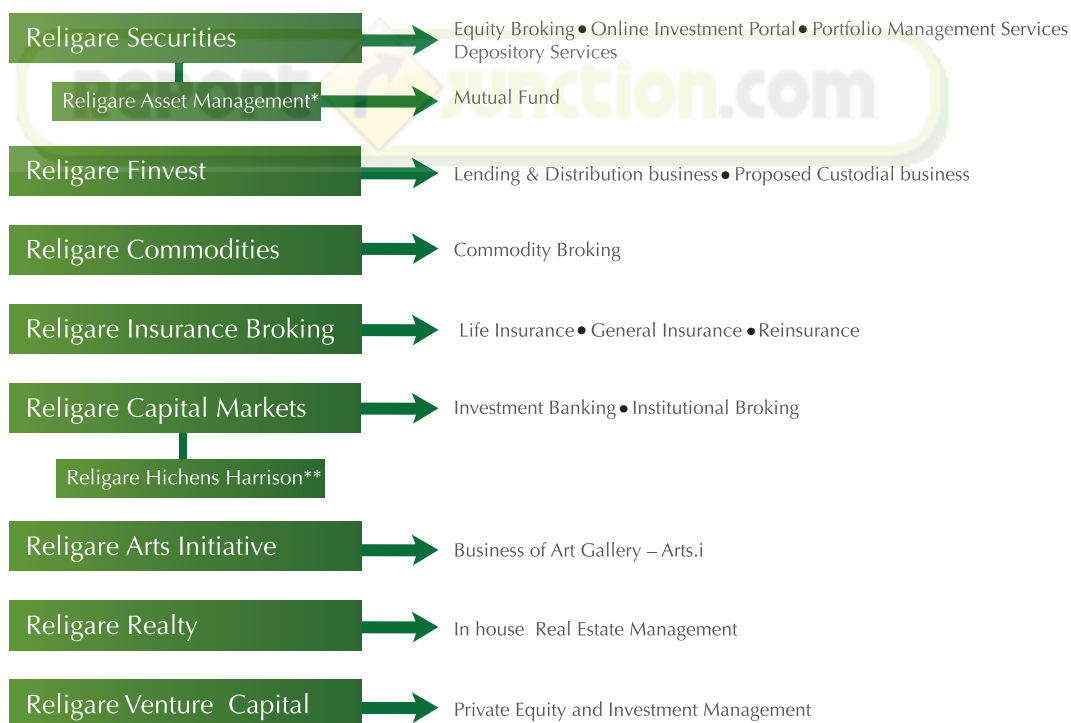 Religare Securities
Equity Broking ● Online Investment Portal ● Portfolio Management Services
Depository Services
Religare Asset Management*
Mutual Fund
REPORT Junction.com
Religare Finvest
Lending & Distribution business ● Proposed Custodial business
Religare Commodities
Commodity Broking
Religare Insurance Broking
Life Insurance ● General Insurance ● Reinsurance
Religare Capital Markets
Investment Banking ● Institutional Broking
Religare Hichens Harrison**
Religare Arts Initiative
Business of Art Gallery – Arts.i
Religare Realty
In house Real Estate Management
Religare Venture Capital
Private Equity and Investment Management